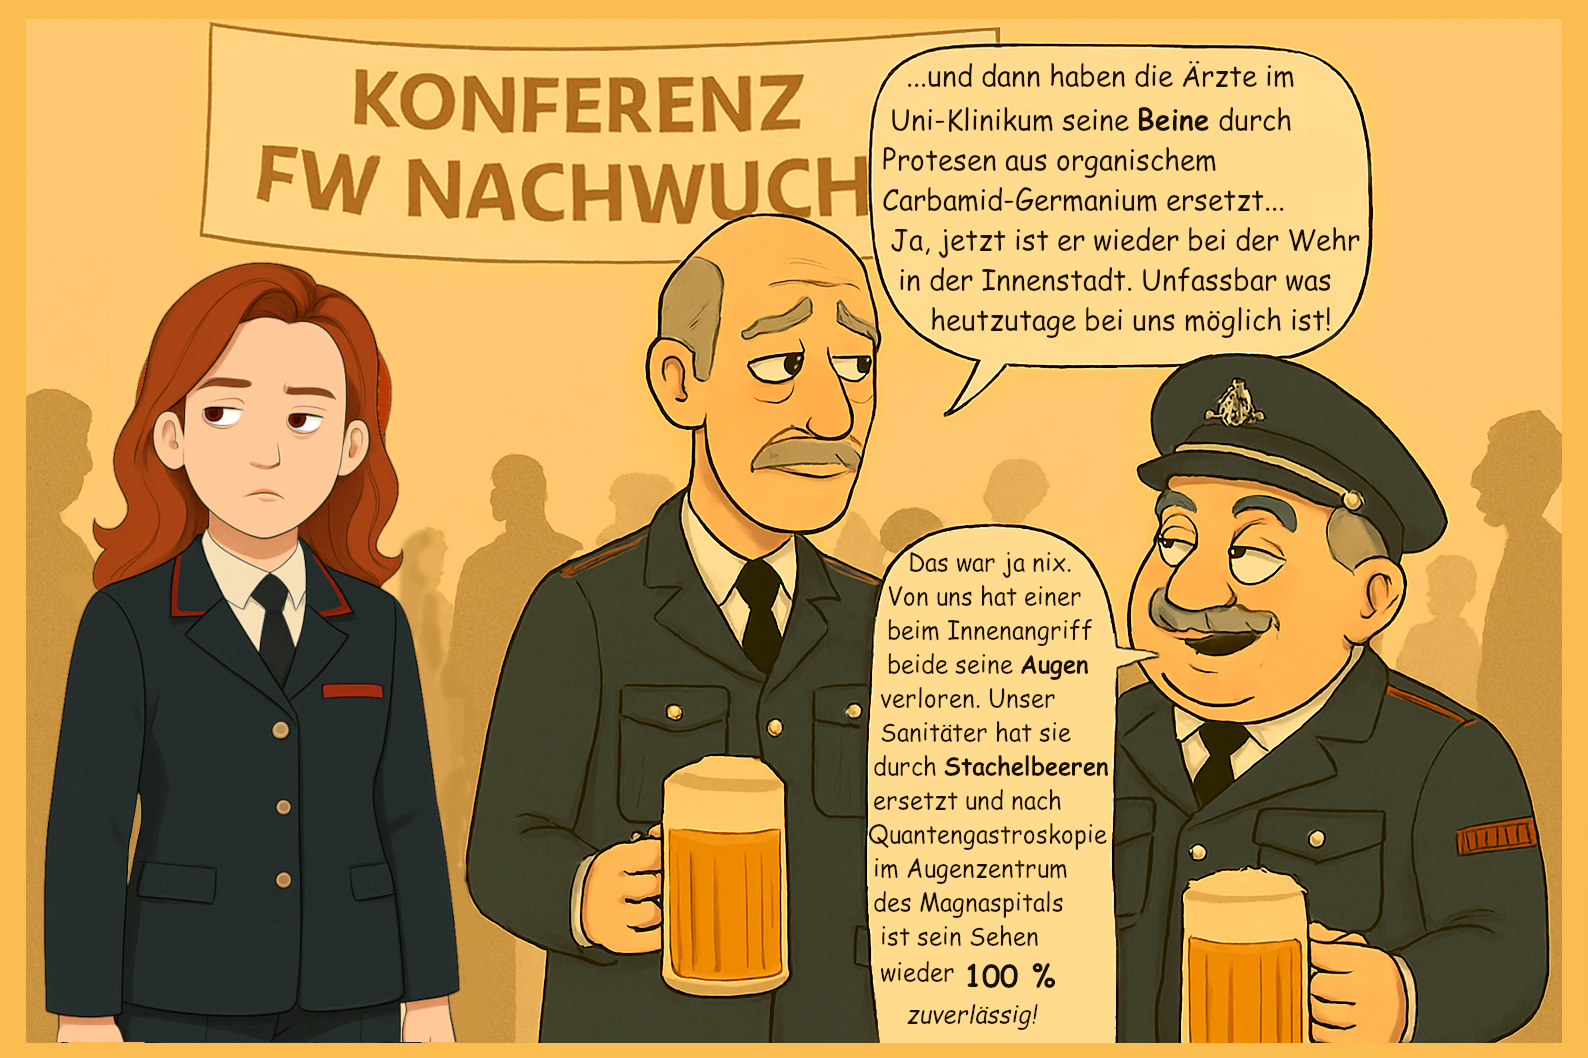 KONFERENZ
FW NACHWUCH
...und dann haben die Ärzte im
Uni-Klinikum seine Beine durch
Protesen aus organischem
Carbamid-Germanium ersetzt...
Ja, jetzt ist er wieder bei der Wehr
in der Innenstadt. Unfassbar was
heutzutage bei uns möglich ist!
Das war ja nix.
Von uns hat einer
beim Innenangriff
beide seine Augen
verloren. Unser
Sanitäter hat sie
durch Stachelbeeren
ersetzt und nach
Quantengastroskopie
im Augenzentrum
des Magnaspitals
ist sein Sehen
wieder 100 %
zuverlässig!